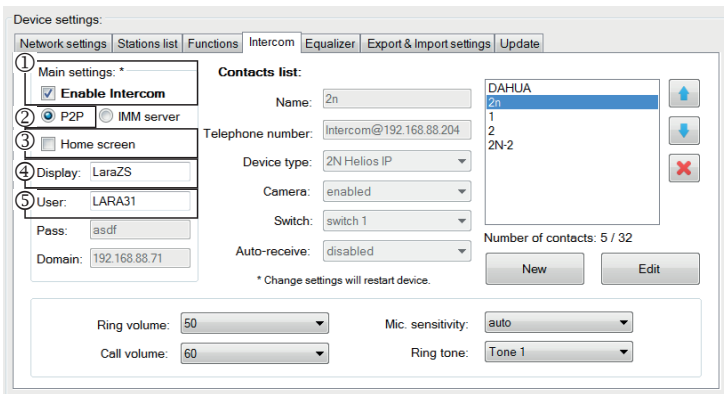 Device settings:
Network settings Stations list Functions Intercom Equalizer Export & Import settings Update
① Main settings: *
Enable Intercom
② P2P IMM server
③ Home screen
④ Display: LaraZS
⑤ User: LARA31
Pass: asdf
Domain: 192.168.88.71
Contacts list:
Name: 2n
Telephone number: Intercom@192.168.88.204
Device type: 2N Helios IP
Camera: enabled
Switch: switch 1
Auto-receive: disabled
* Change settings will restart device.
DAHUA
2n
1
2
2N-2
Number of contacts: 5 / 32
New Edit
Ring volume: 50 Mic. sensitivity: auto
Call volume: 60 Ring tone: Tone 1